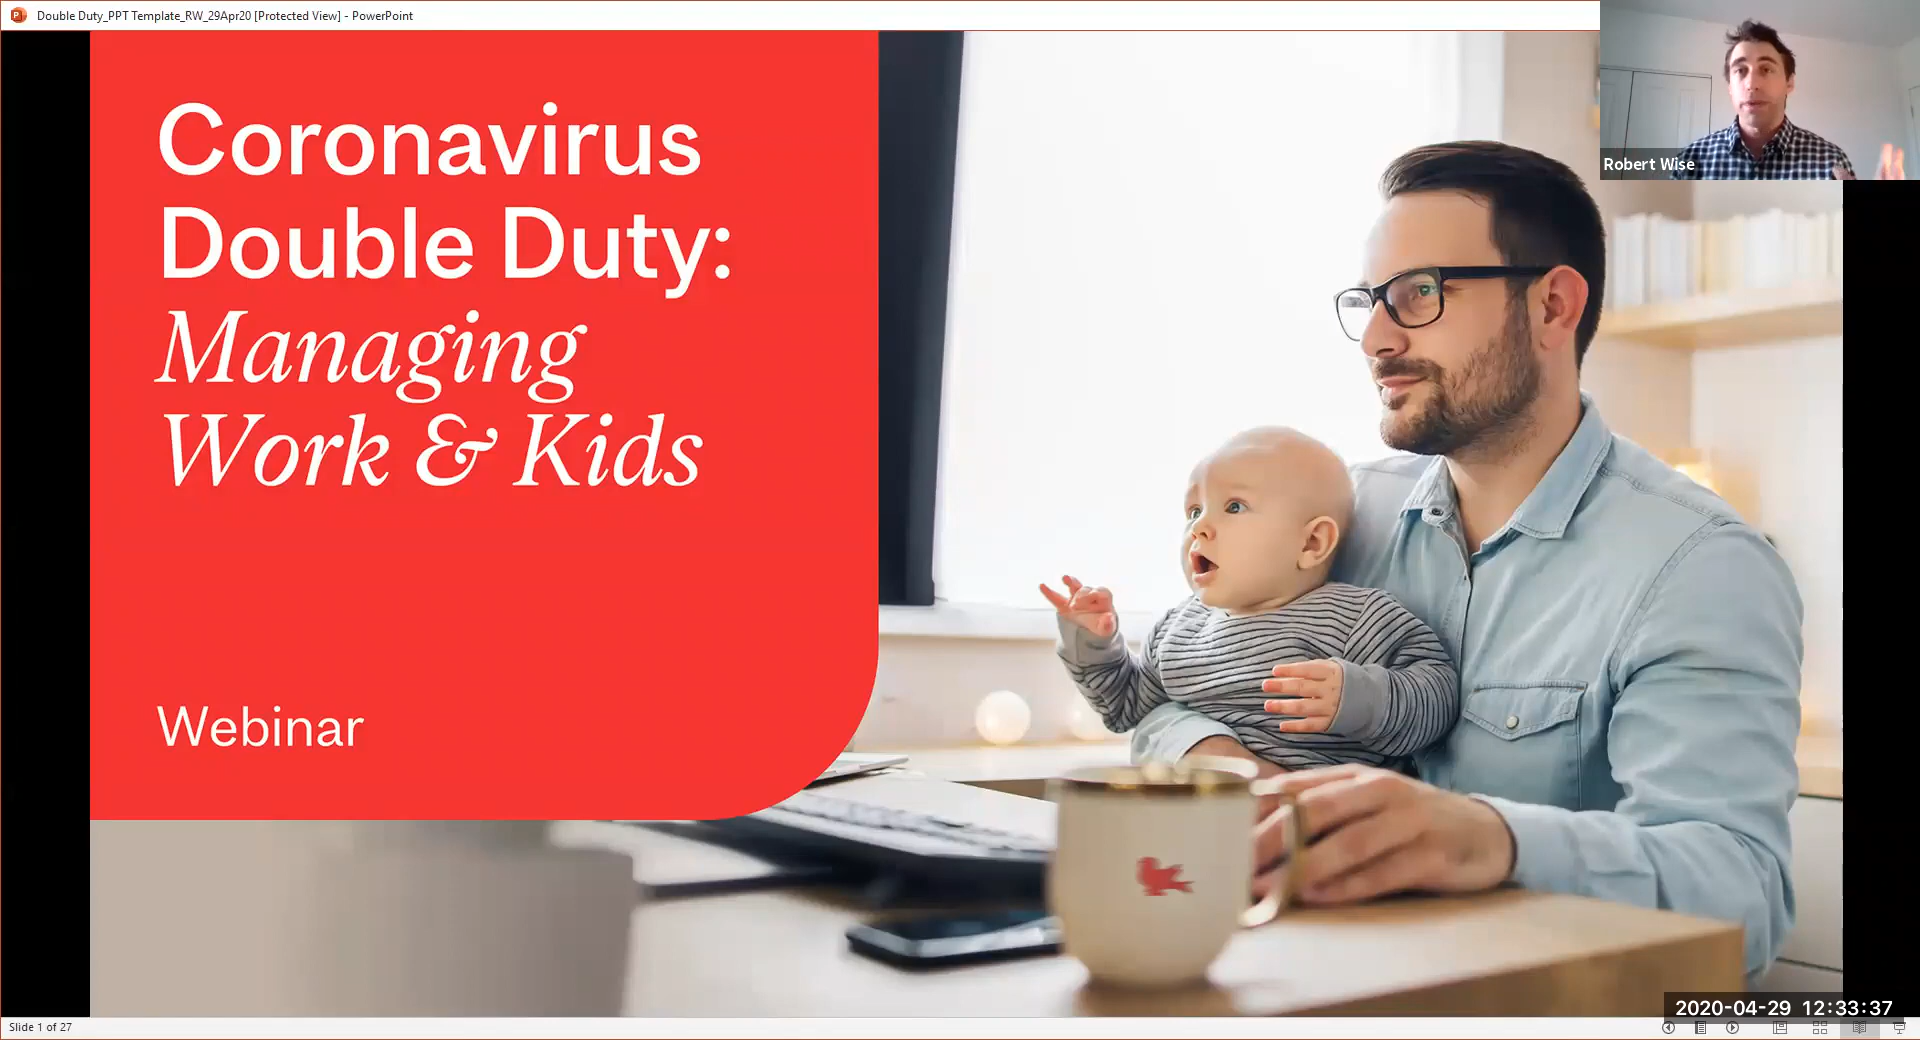 Double Duty_PPT Template_RW_29Apr20 [Protected View] - PowerPoint
Robert Wise
Coronavirus
Double Duty:
Managing
Work & Kids
Webinar
2020-04-29 12:33:37
Slide 1 of 27